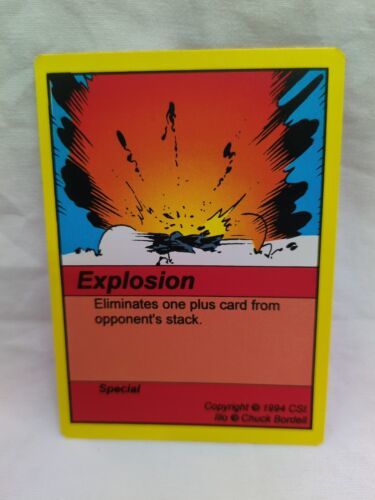 Explosion
Eliminates one plus card from
opponent's stack.
Special
Copyright © 1994 CSI.
Illo © Chuck Bordell